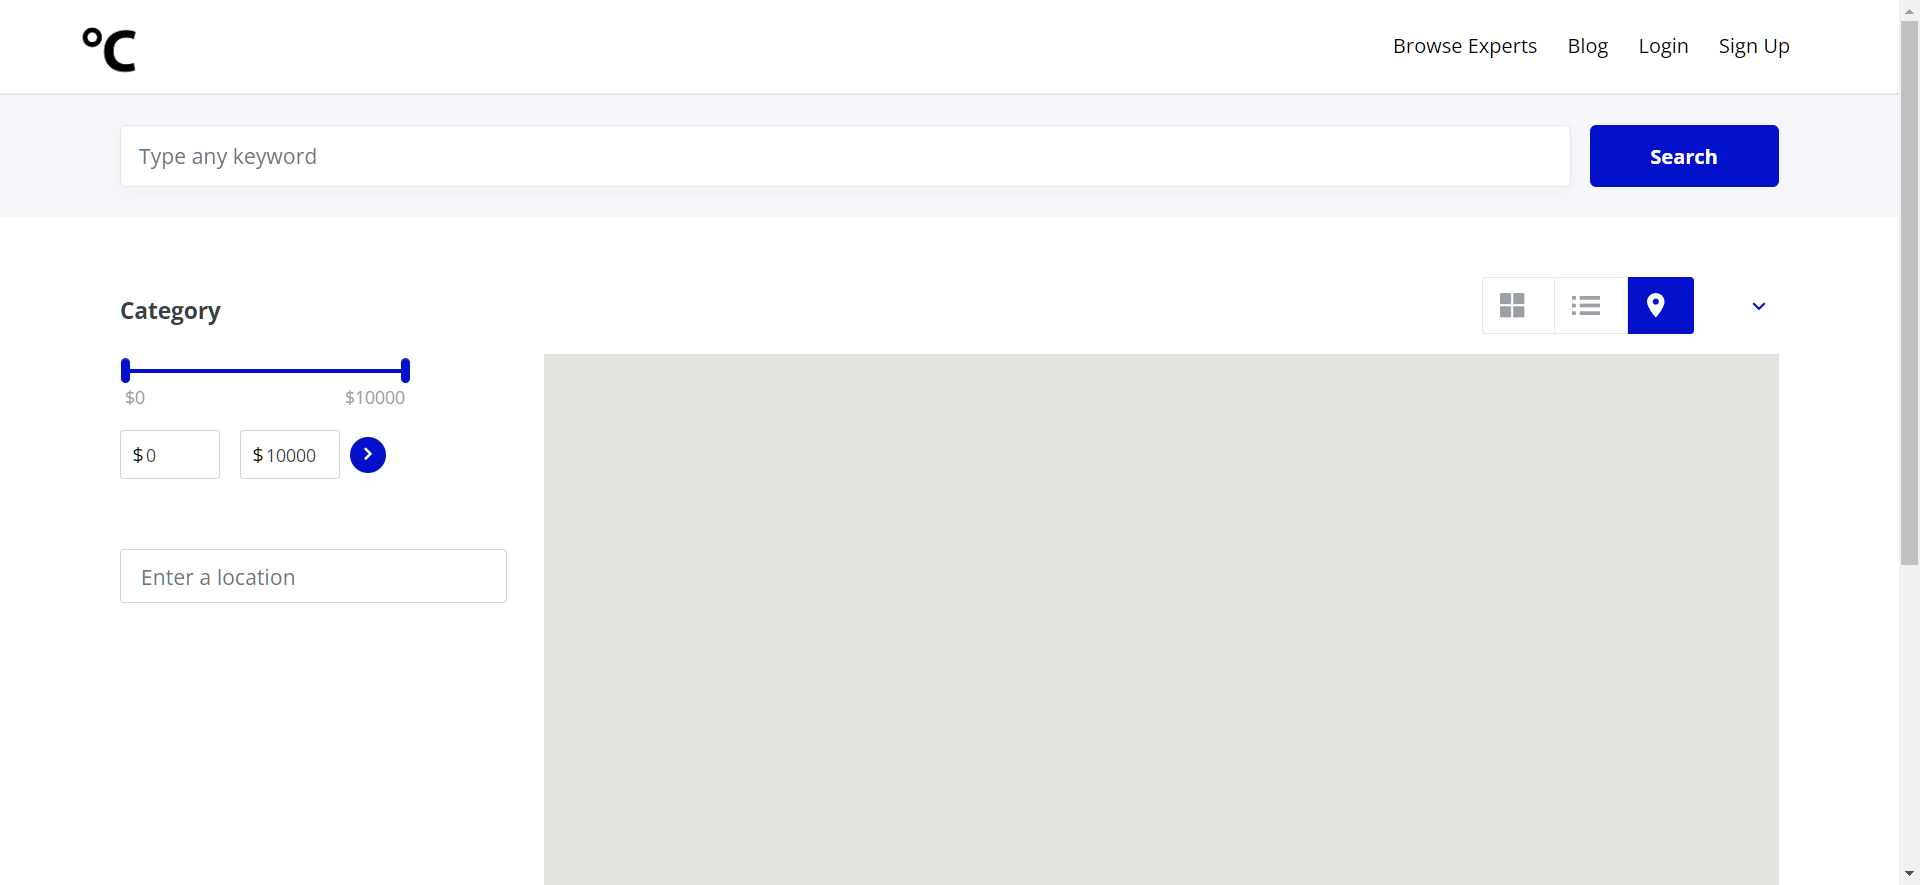 °C
Browse Experts Blog Login Sign Up
Type any keyword
Search
Category
$0 $10000
$ 0 $ 10000
Enter a location